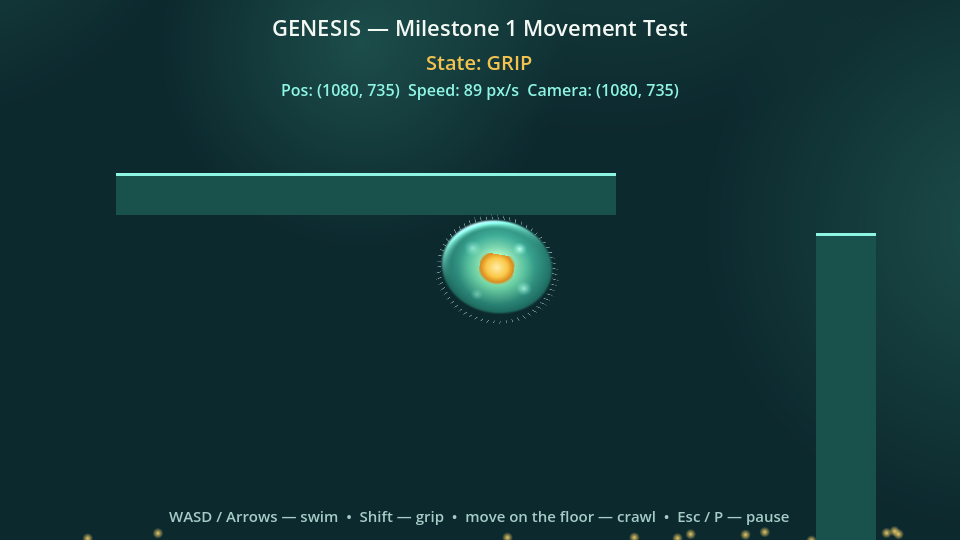 GENESIS — Milestone 1 Movement Test
State: GRIP
Pos: (1080, 735)  Speed: 89 px/s  Camera: (1080, 735)
WASD / Arrows — swim  •  Shift — grip  •  move on the floor — crawl  •  Esc / P — pause